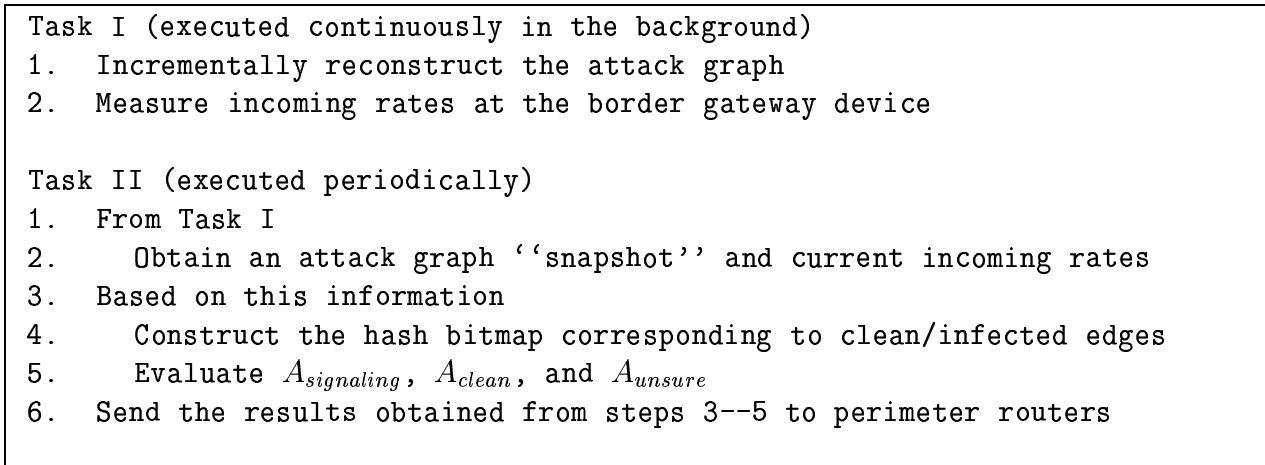 Task I (executed continuously in the background)
1. Incrementally reconstruct the attack graph
2. Measure incoming rates at the border gateway device
Task II (executed periodically)
1. From Task I
2. Obtain an attack graph ‘‘snapshot’’ and current incoming rates
3. Based on this information
4. Construct the hash bitmap corresponding to clean/infected edges
5. Evaluate A_signaling, A_clean, and A_unsure
6. Send the results obtained from steps 3--5 to perimeter routers